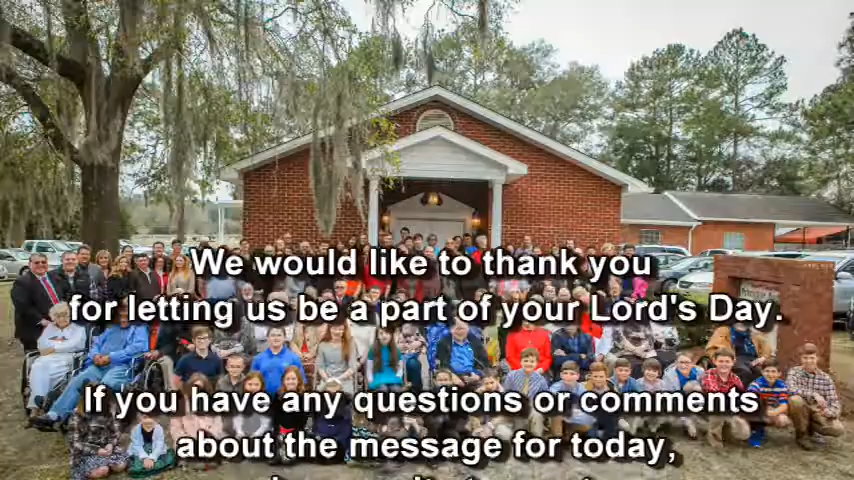 We would like to thank you
for letting us be a part of your Lord's Day.
If you have any questions or comments
about the message for today,